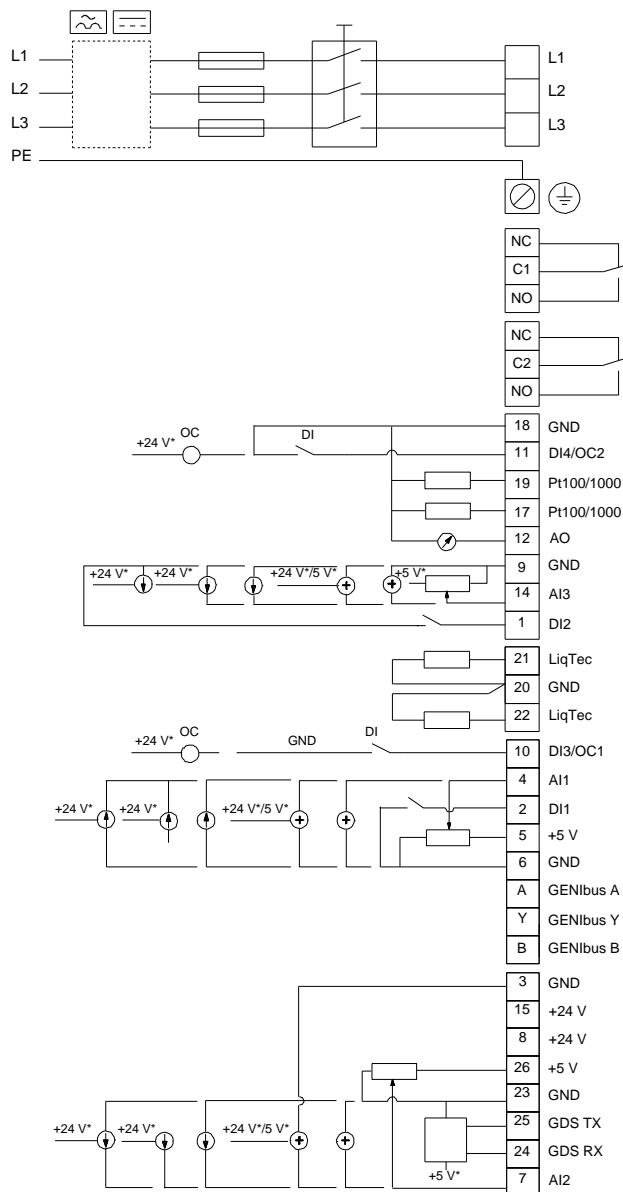 L1 L1
L2 L2
L3 L3
PE
NC
C1
NO
NC
C2
NO
18 GND
+24 V* OC DI 11 DI4/OC2
19 Pt100/1000
17 Pt100/1000
12 AO
9 GND
+24 V* +24 V* +24 V*/5 V* +5 V*
14 AI3
1 DI2
21 LiqTec
20 GND
22 LiqTec
+24 V* OC GND DI 10 DI3/OC1
4 AI1
+24 V* +24 V* +24 V*/5 V* 2 DI1
5 +5 V
6 GND
A GENIbus A
Y GENIbus Y
B GENIbus B
3 GND
15 +24 V
8 +24 V
26 +5 V
23 GND
25 GDS TX
+24 V* +24 V* +24 V*/5 V*
24 GDS RX
+5 V* 7 AI2